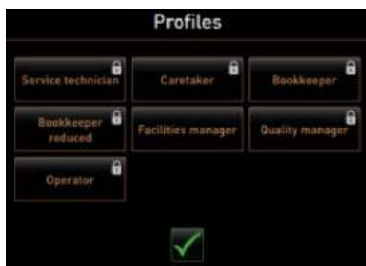 Profiles
Service technician
Caretaker
Bookkeeper
Bookkeeper
reduced
Facilities manager
Quality manager
Operator